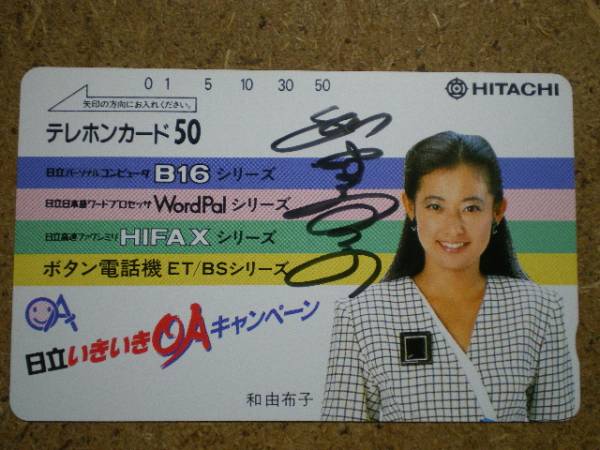 0 1 5 10 30 50
HITACHI
矢印の方向にお入れください。
テレホンカード50
日立パーソナルコンピュータ B16 シリーズ
日立日本語ワードプロセッサ WordPal シリーズ
日立高速ファクシミリ HIFAX シリーズ
ボタン電話機 ET/BSシリーズ
OA
日立いきいきOAキャンペーン
和由布子